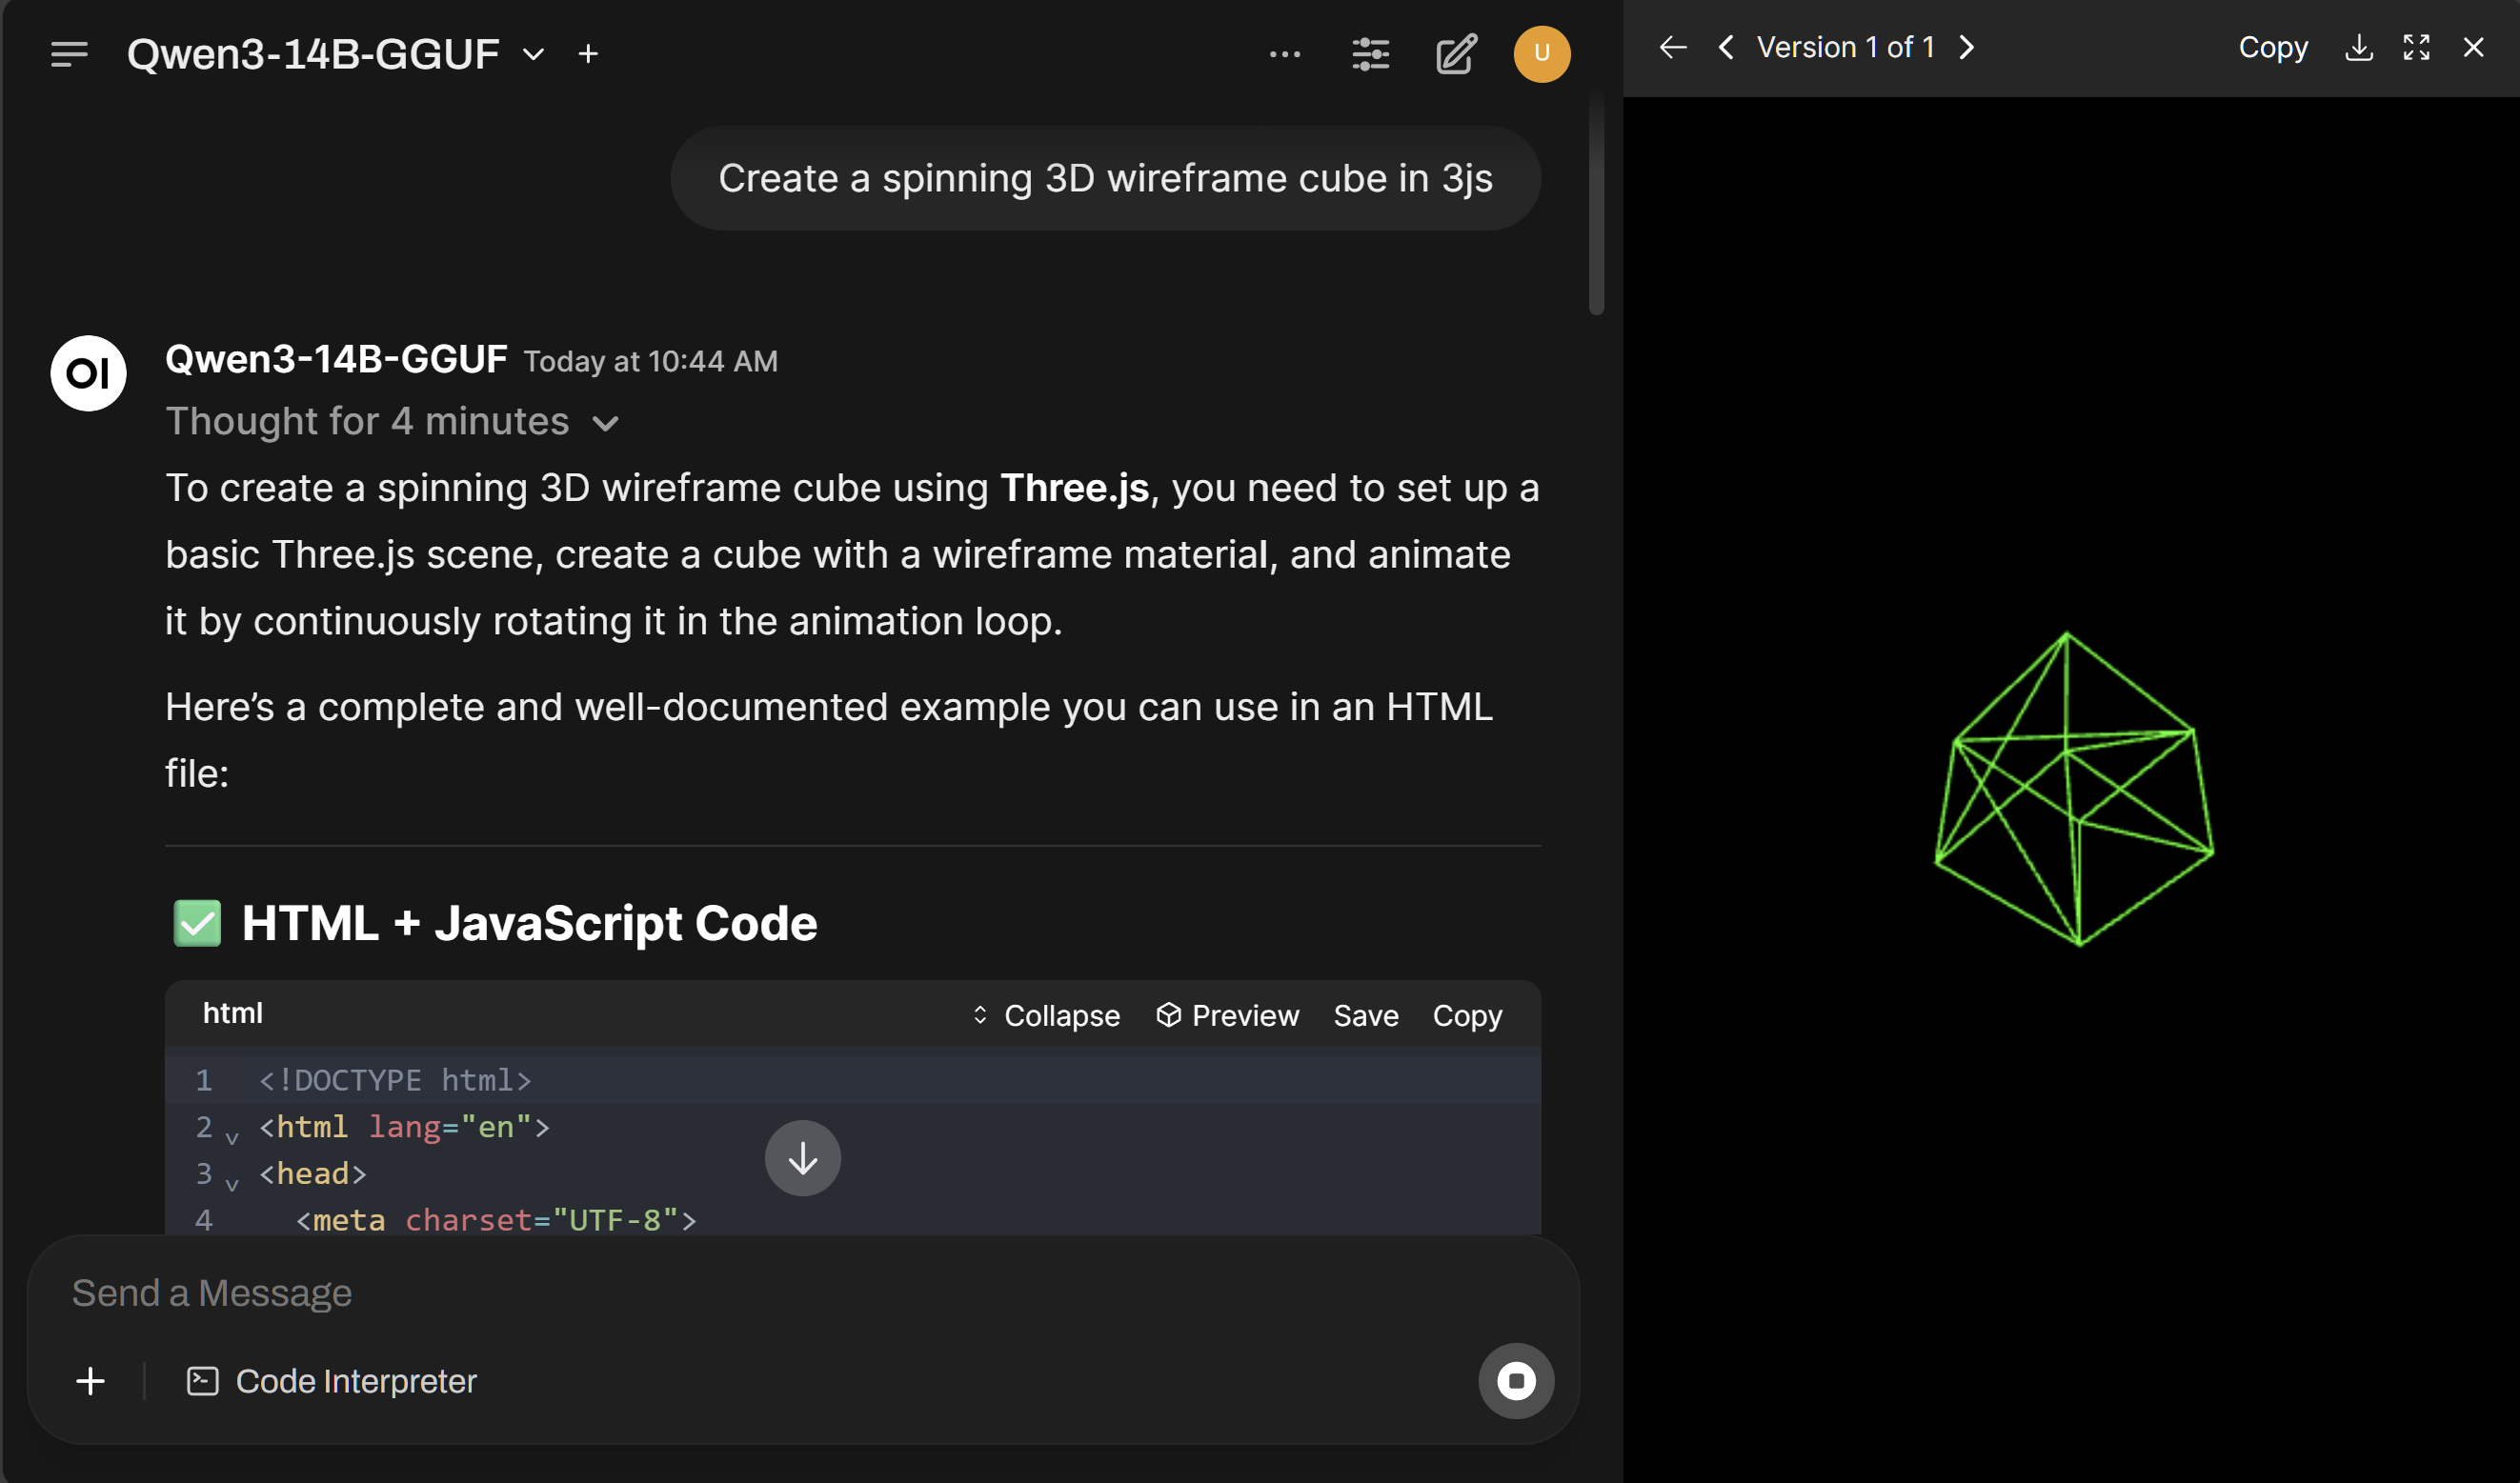 Qwen3-14B-GGUF
U
Version 1 of 1
Copy
Create a spinning 3D wireframe cube in 3js
OI
Qwen3-14B-GGUF Today at 10:44 AM
Thought for 4 minutes
To create a spinning 3D wireframe cube using Three.js, you need to set up a
basic Three.js scene, create a cube with a wireframe material, and animate
it by continuously rotating it in the animation loop.
Here’s a complete and well-documented example you can use in an HTML
file:
HTML + JavaScript Code
html Collapse Preview Save Copy
1 <!DOCTYPE html>
2 <html lang="en">
3 <head>
4 <meta charset="UTF-8">
Send a Message
Code Interpreter